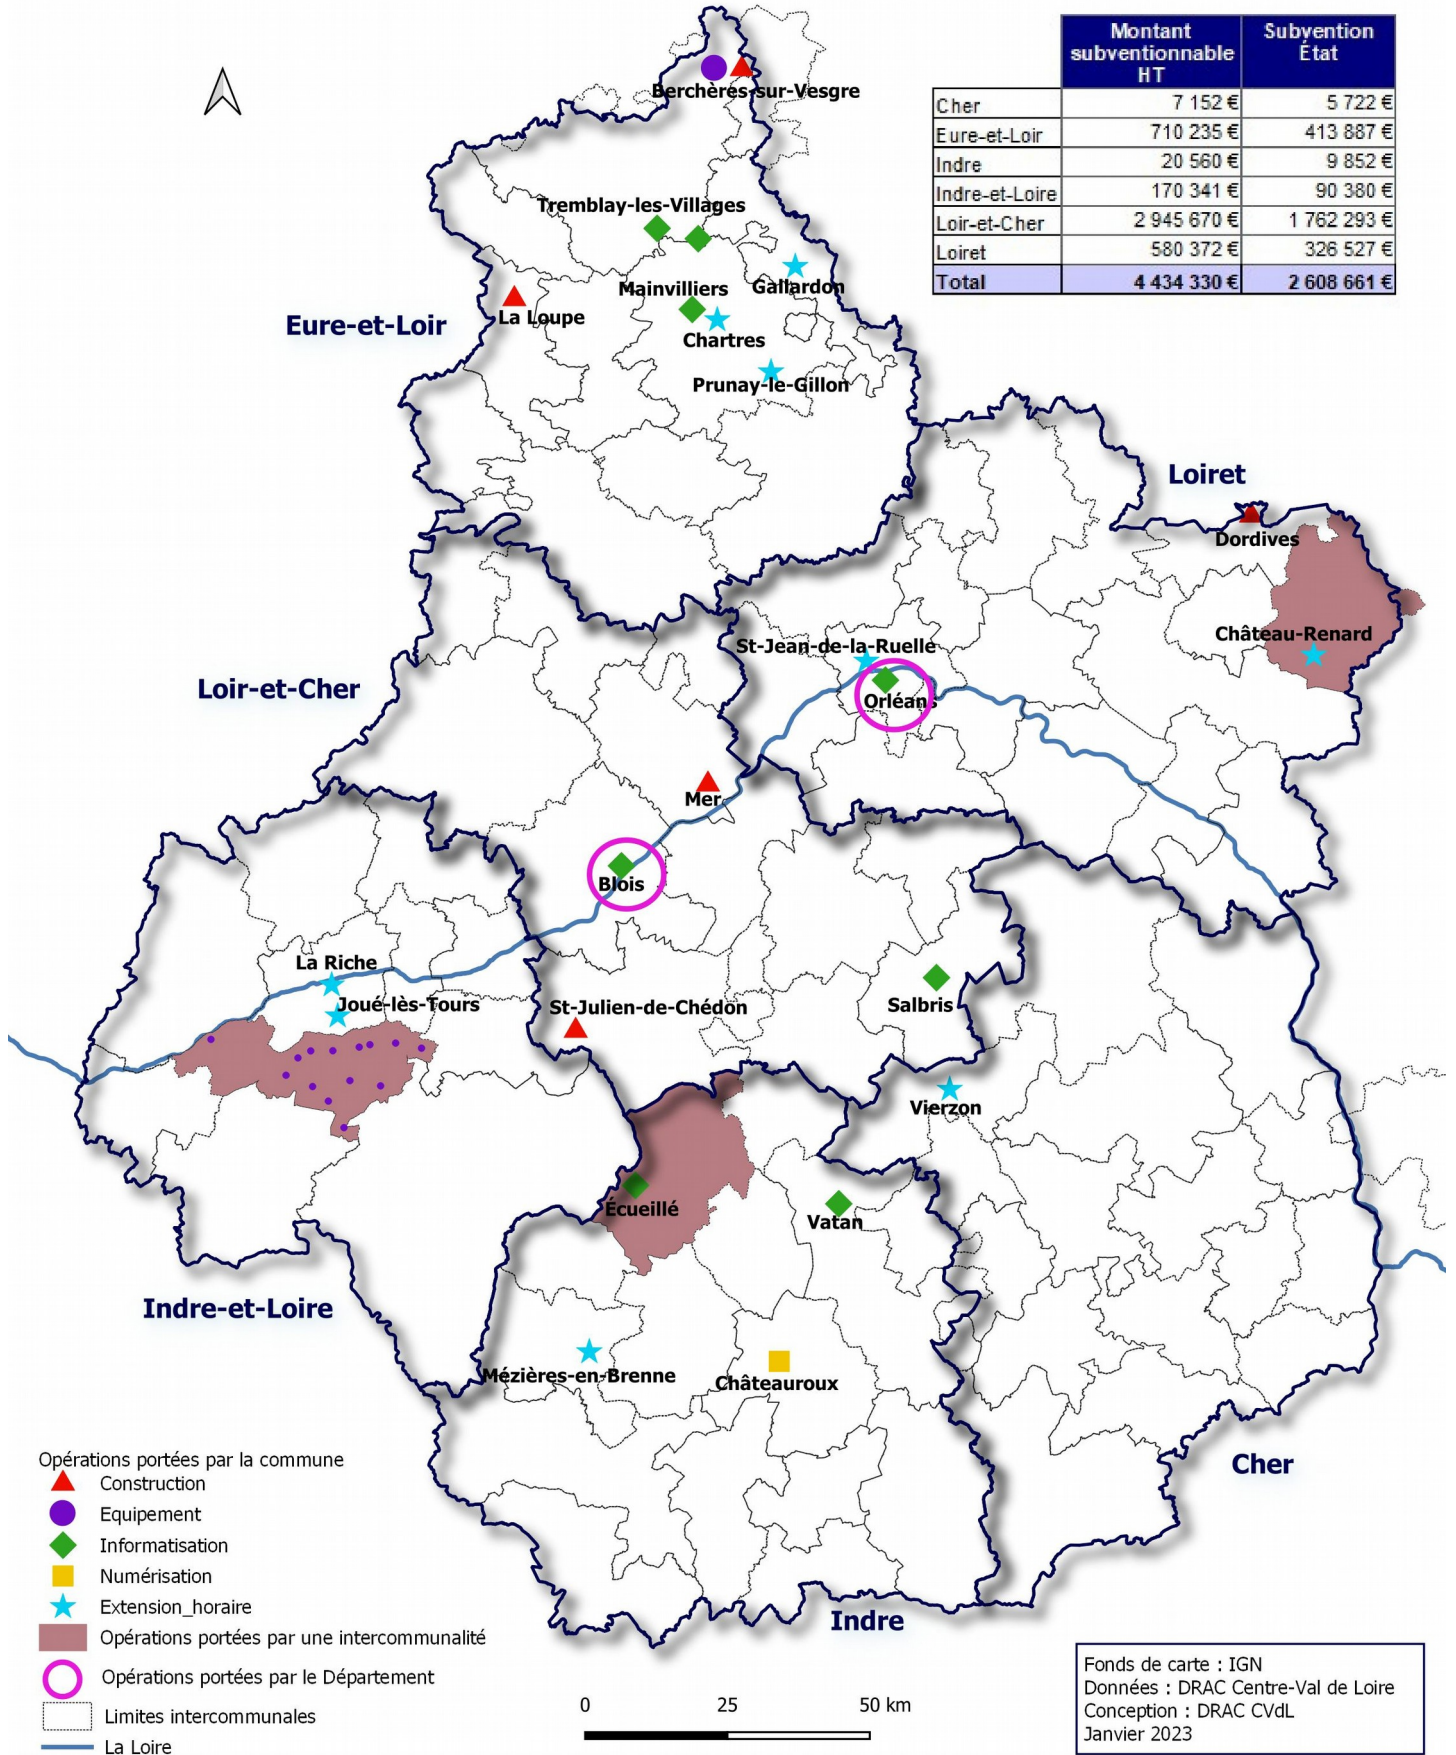 Montant
subventionnable
HT
Subvention
État
Cher 7 152 € 5 722 €
Eure-et-Loir 710 235 € 413 887 €
Indre 20 560 € 9 852 €
Indre-et-Loire 170 341 € 90 380 €
Loir-et-Cher 2 945 670 € 1 762 293 €
Loiret 580 372 € 326 527 €
Total 4 434 330 € 2 608 661 €
Berchères-sur-Vesgre
Tremblay-les-Villages
Gallardon
Mainvilliers
La Loupe
Eure-et-Loir
Chartres
Prunay-le-Gillon
Loiret
Dordives
Château-Renard
St-Jean-de-la-Ruelle
Loir-et-Cher
Orléans
Mer
Blois
La Riche
Joué-lès-Tours
St-Julien-de-Chédon
Salbris
Vierzon
Écueillé
Vatan
Indre-et-Loire
Mézières-en-Brenne
Châteauroux
Cher
Indre
Opérations portées par la commune
Construction
Equipement
Informatisation
Numérisation
Extension_horaire
Opérations portées par une intercommunalité
Opérations portées par le Département
Limites intercommunales
La Loire
0 25 50 km
Fonds de carte : IGN
Données : DRAC Centre-Val de Loire
Conception : DRAC CVdL
Janvier 2023